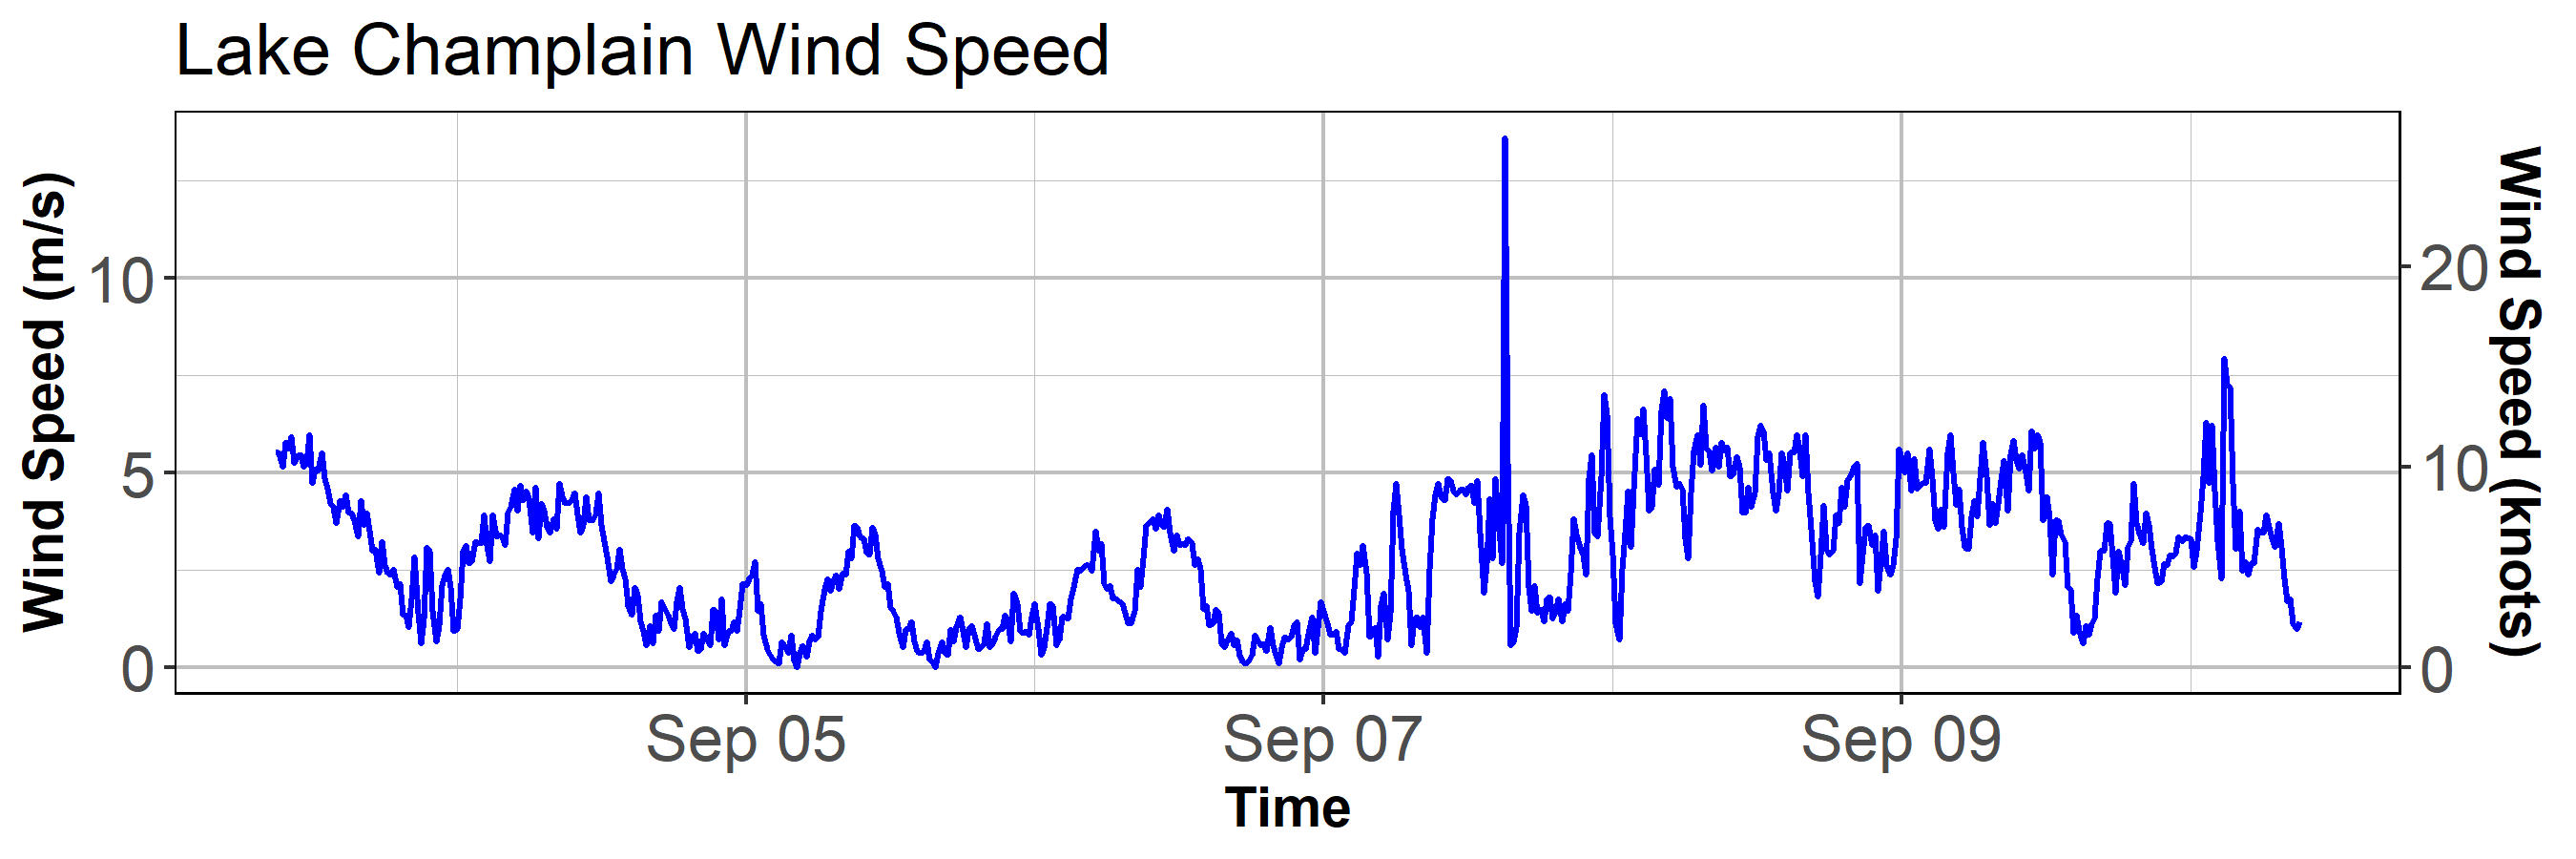 Lake Champlain Wind Speed
Wind Speed (m/s)
10
5
0
20
10
0
Wind Speed (knots)
Sep 05
Sep 07
Sep 09
Time